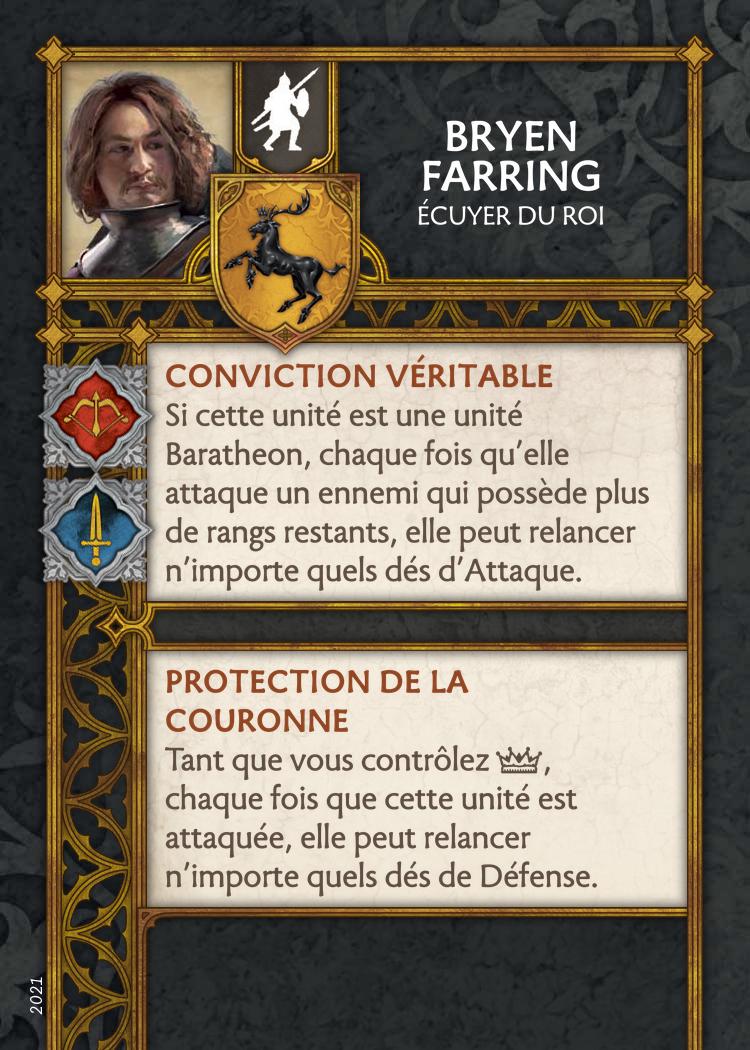 BRYEN
FARRING
ÉCUYER DU ROI
CONVICTION VÉRITABLE
Si cette unité est une unité
Baratheon, chaque fois qu’elle
attaque un ennemi qui possède plus
de rangs restants, elle peut relancer
n’importe quels dés d’Attaque.
PROTECTION DE LA
COURONNE
Tant que vous contrôlez ,
chaque fois que cette unité est
attaquée, elle peut relancer
n’importe quels dés de Défense.
2021